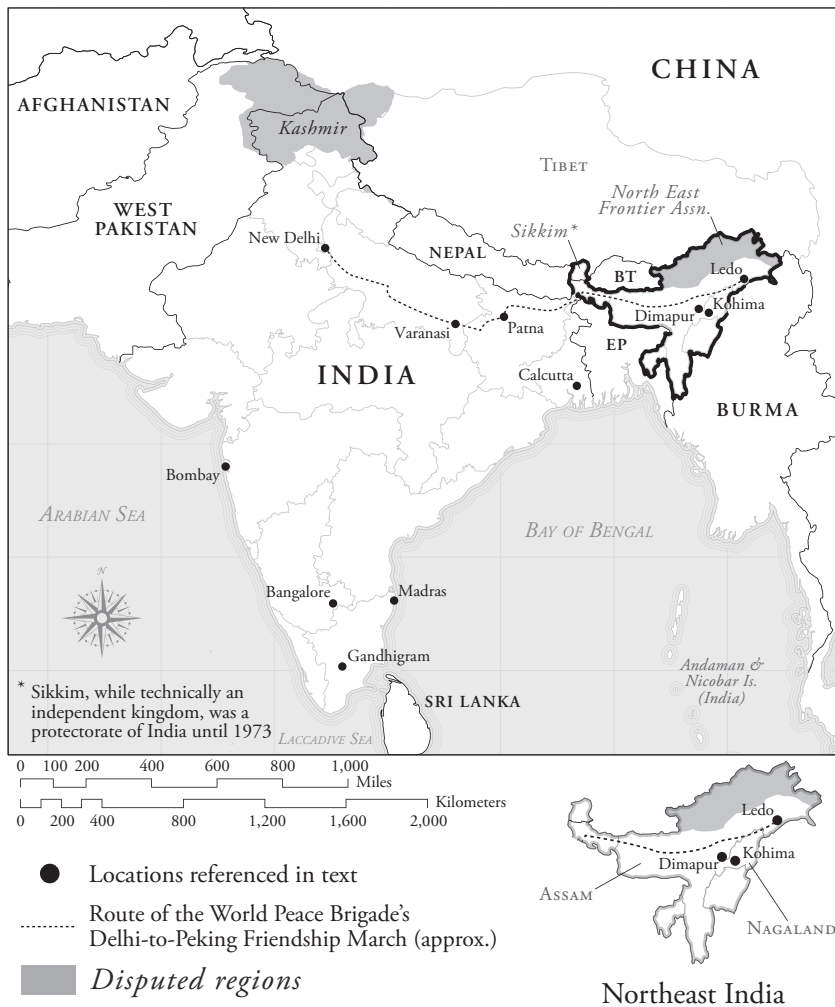 CHINA
AFGHANISTAN
Kashmir
TIBET
North East
Frontier Assn.
WEST
PAKISTAN
Sikkim*
New Delhi
NEPAL
BT
Ledo
Dimapur
Kohima
Varanasi
Patna
EP
INDIA
Calcutta
BURMA
Bombay
ARABIAN SEA
BAY OF BENGAL
N
Bangalore
Madras
Gandhigram
Andaman &
Nicobar Is.
(India)
* Sikkim, while technically an
independent kingdom, was a
protectorate of India until 1973
SRI LANKA
LACCADIVE SEA
0 100 200 400 600 800 1,000
Miles
Kilometers
0 200 400 800 1,200 1,600 2,000
Locations referenced in text
Route of the World Peace Brigade's
Delhi-to-Peking Friendship March (approx.)
Disputed regions
Ledo
Dimapur
Kohima
ASSAM
NAGALAND
Northeast India